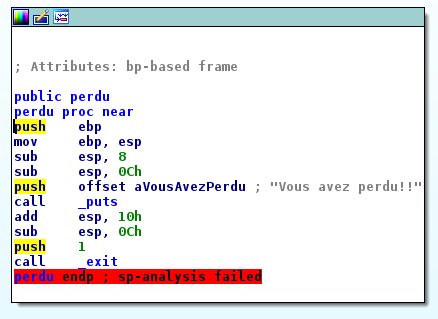 ; Attributes: bp-based frame
public perdu
perdu proc near
push ebp
mov ebp, esp
sub esp, 8
sub esp, 0Ch
push offset aVousAvezPerdu ; "Vous avez perdu!!"
call _puts
add esp, 10h
sub esp, 0Ch
push 1
call _exit
perdu endp ; sp-analysis failed